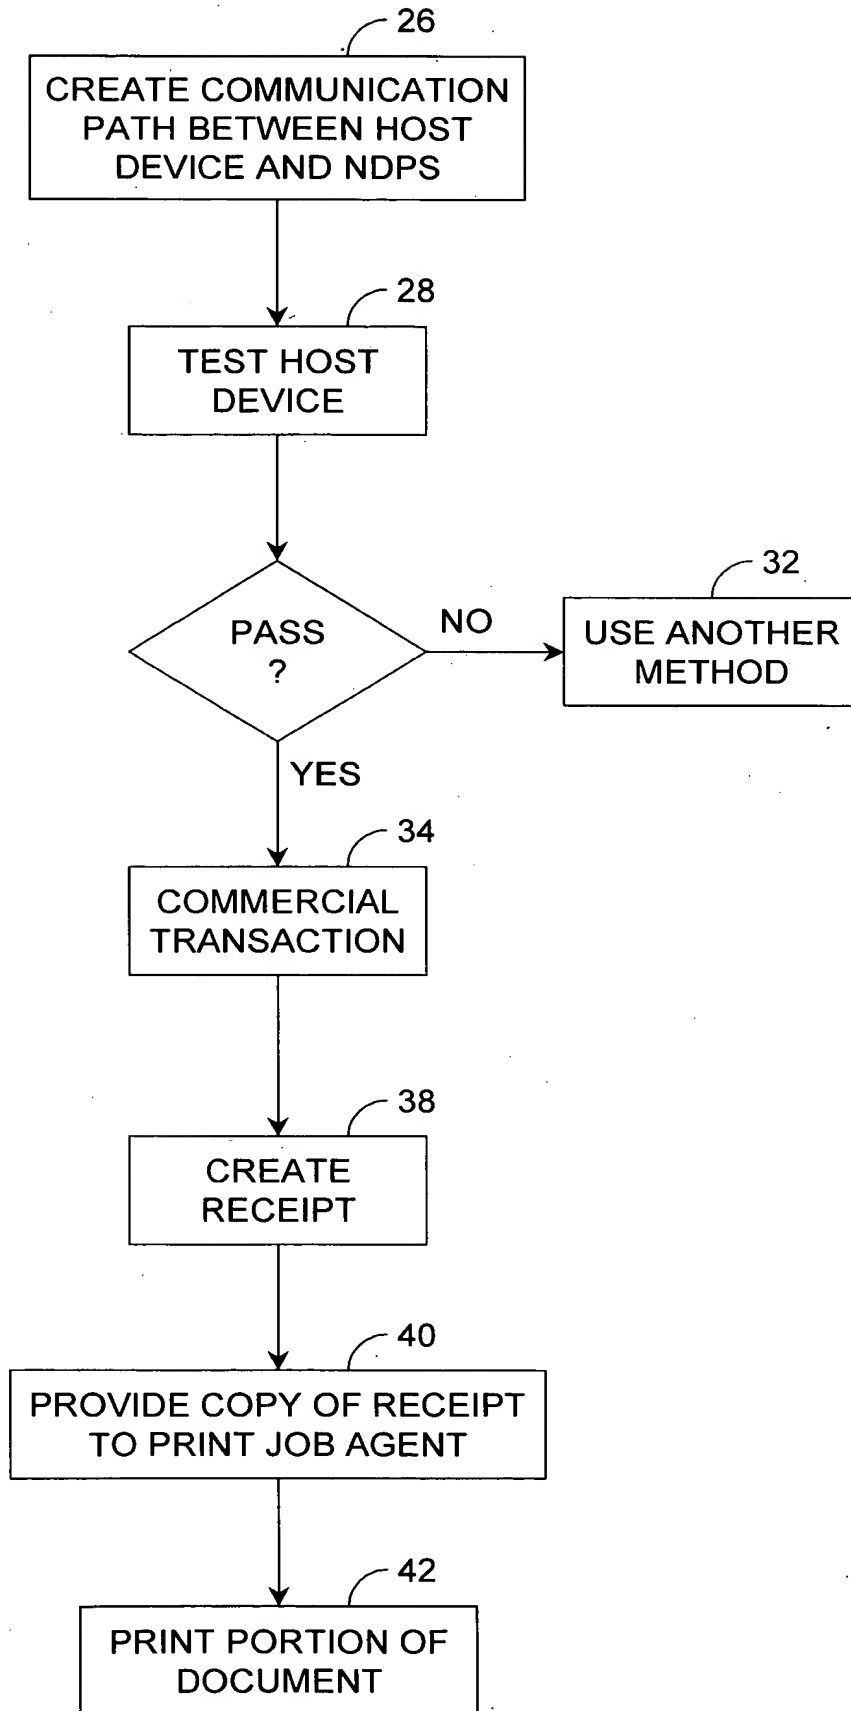 26
CREATE COMMUNICATION
PATH BETWEEN HOST
DEVICE AND NDPS
28
TEST HOST
DEVICE
PASS
?
NO
32
USE ANOTHER
METHOD
YES
34
COMMERCIAL
TRANSACTION
38
CREATE
RECEIPT
40
PROVIDE COPY OF RECEIPT
TO PRINT JOB AGENT
42
PRINT PORTION OF
DOCUMENT